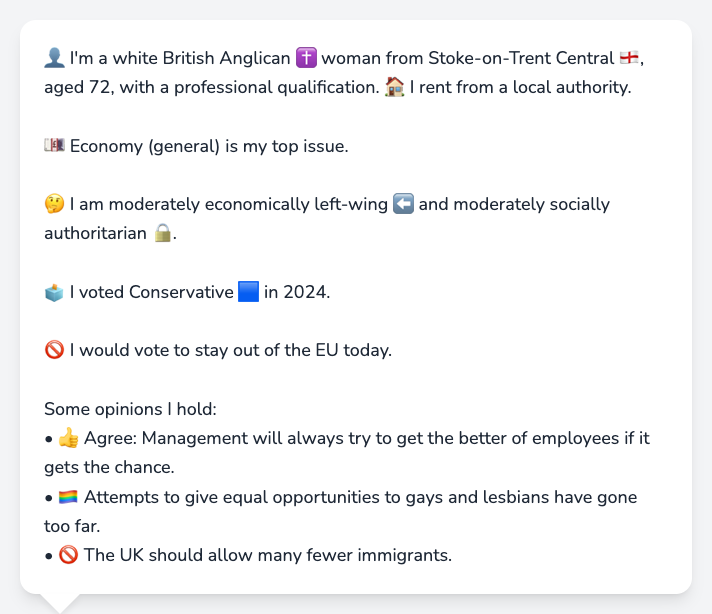 👤 I'm a white British Anglican ✝️ woman from Stoke-on-Trent Central 🏴󠁧󠁢󠁥󠁮󠁧󠁿,
aged 72, with a professional qualification. 🏠 I rent from a local authority.
💷 Economy (general) is my top issue.
🤔 I am moderately economically left-wing ⬅️ and moderately socially
authoritarian 🔒.
🗳️ I voted Conservative 🟦 in 2024.
🚫 I would vote to stay out of the EU today.
Some opinions I hold:
• 👍 Agree: Management will always try to get the better of employees if it
gets the chance.
• 🏳️‍🌈 Attempts to give equal opportunities to gays and lesbians have gone
too far.
• 🚫 The UK should allow many fewer immigrants.